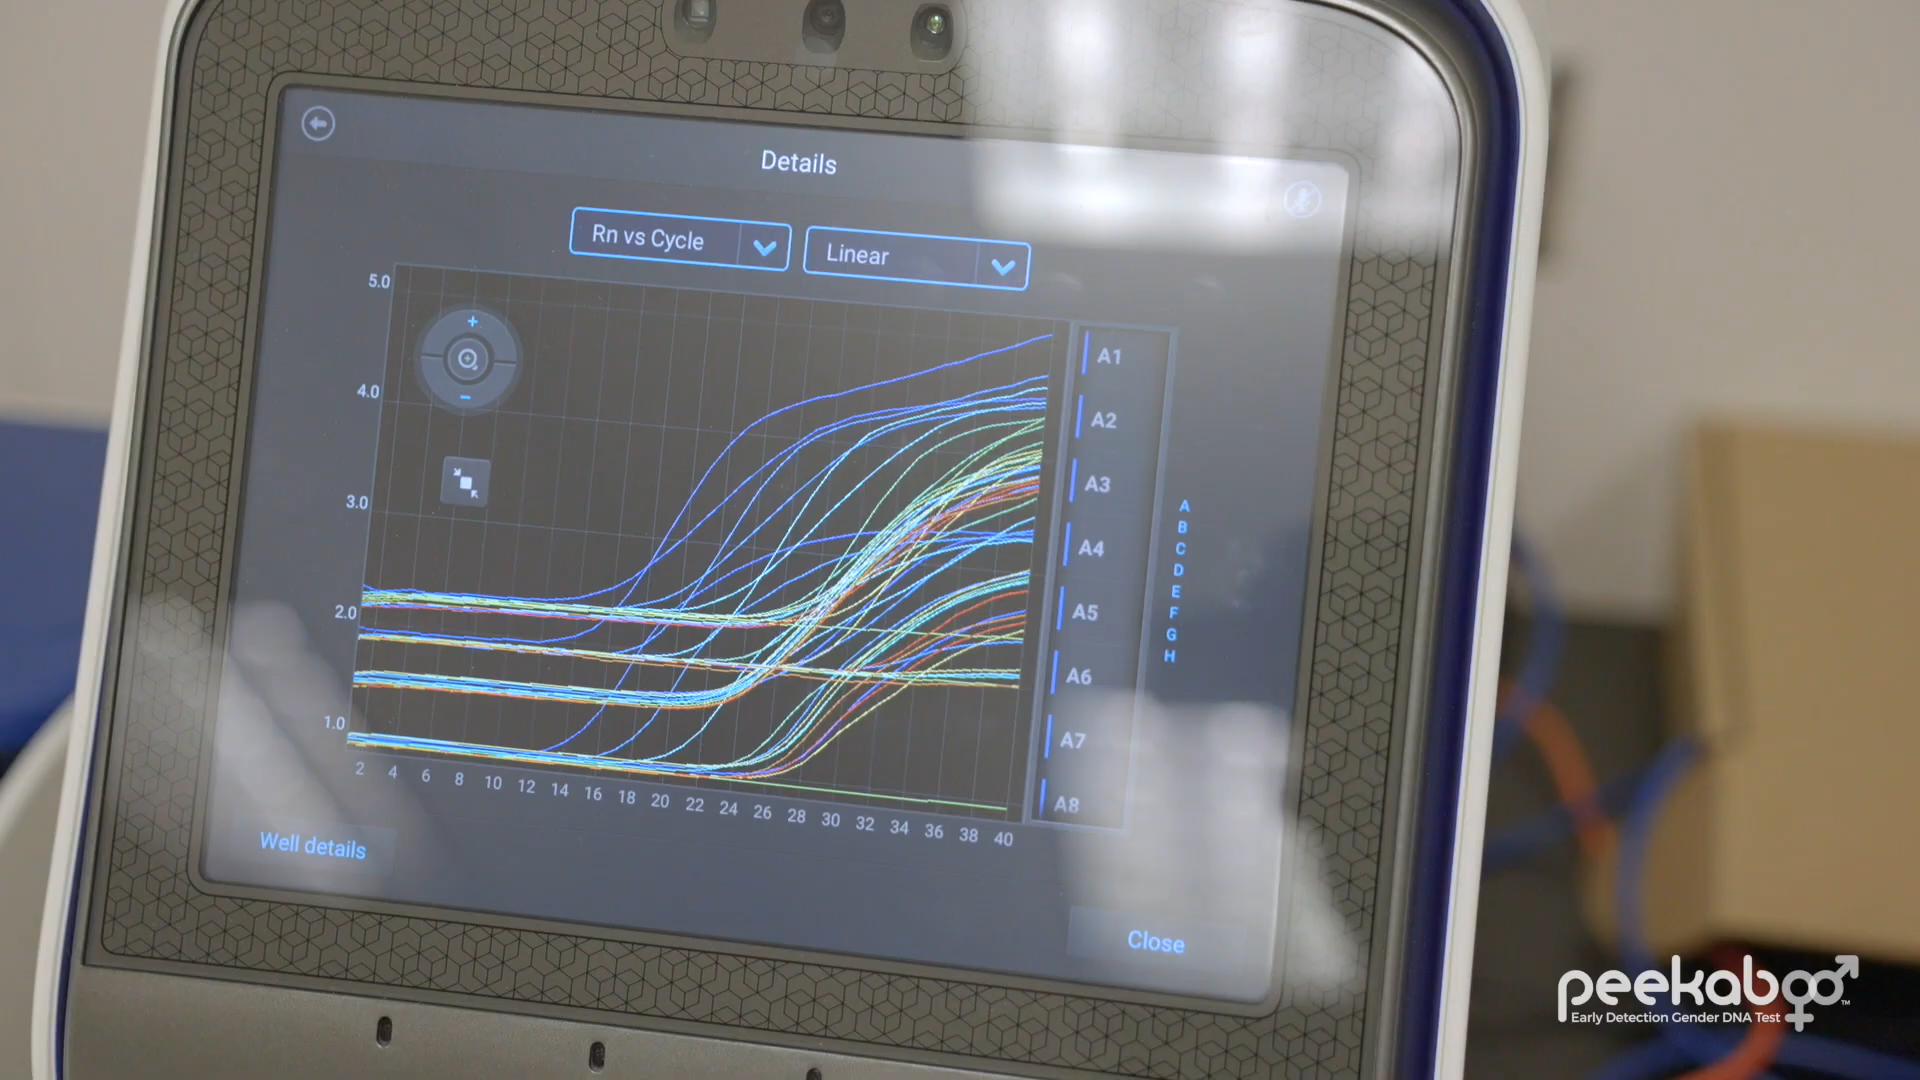 Details
Rn vs Cycle
Linear
5.0
4.0
3.0
2.0
1.0
2 4 6 8 10 12 14 16 18 20 22 24 26 28 30 32 34 36 38 40
A1
A2
A3
A4
A5
A6
A7
A8
A
B
C
D
E
F
G
H
Well details
Close
peekaboo™
Early Detection Gender DNA Test